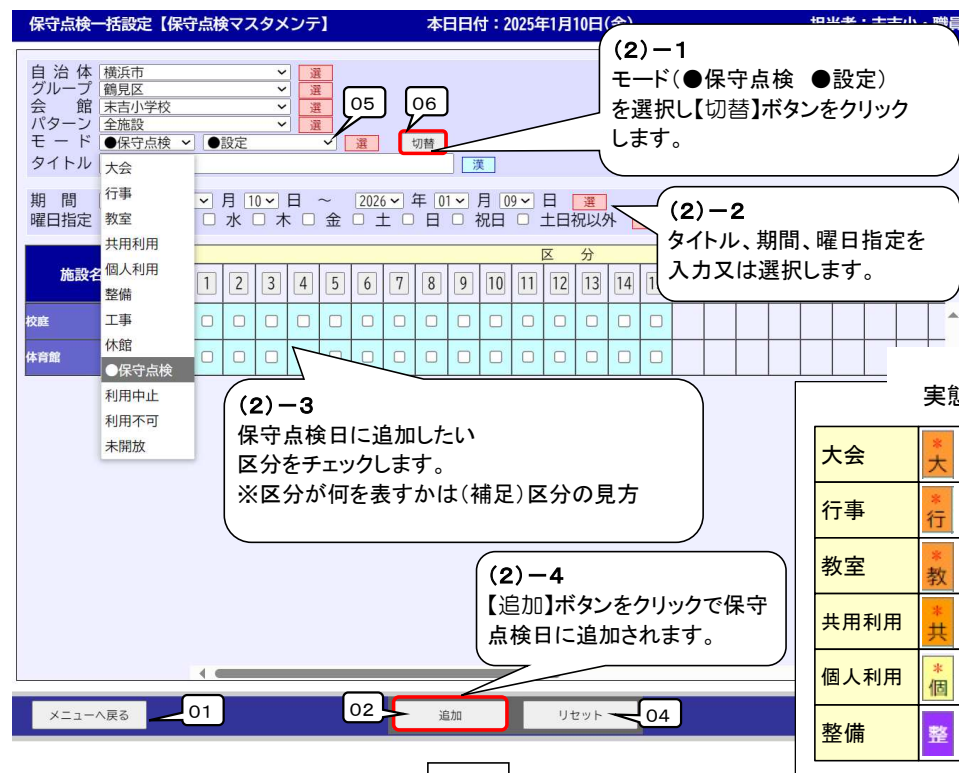 保守点検一括設定【保守点検マスタメンテ】 本日日付：2025年1月10日(金)
(2)－1
モード(●保守点検 ●設定)
を選択し【切替】ボタンをクリック
します。
自治体 横浜市 選
グループ 鶴見区 選
会館 末吉小学校 選
パターン 全施設 選
モード ●保守点検 ●設定 選 切替
05
06
タイトル 漢
大会
行事
教室
共用利用
個人利用
整備
工事
休館
●保守点検
利用中止
利用不可
未開放
期間 月 10 日 ～ 2026 年 01 月 09 日 選
曜日指定 水 木 金 土 日 祝日 土日祝以外
(2)－2
タイトル、期間、曜日指定を
入力又は選択します。
区分
施設名 1 2 3 4 5 6 7 8 9 10 11 12 13 14
校庭
体育館
(2)－3
保守点検日に追加したい
区分をチェックします。
※区分が何を表すかは(補足)区分の見方
(2)－4
【追加】ボタンをクリックで保守
点検日に追加されます。
メニューへ戻る 01 02 追加 リセット 04
大会 ＊大
行事 ＊行
教室 ＊教
共用利用 ＊共
個人利用 ＊個
整備 整